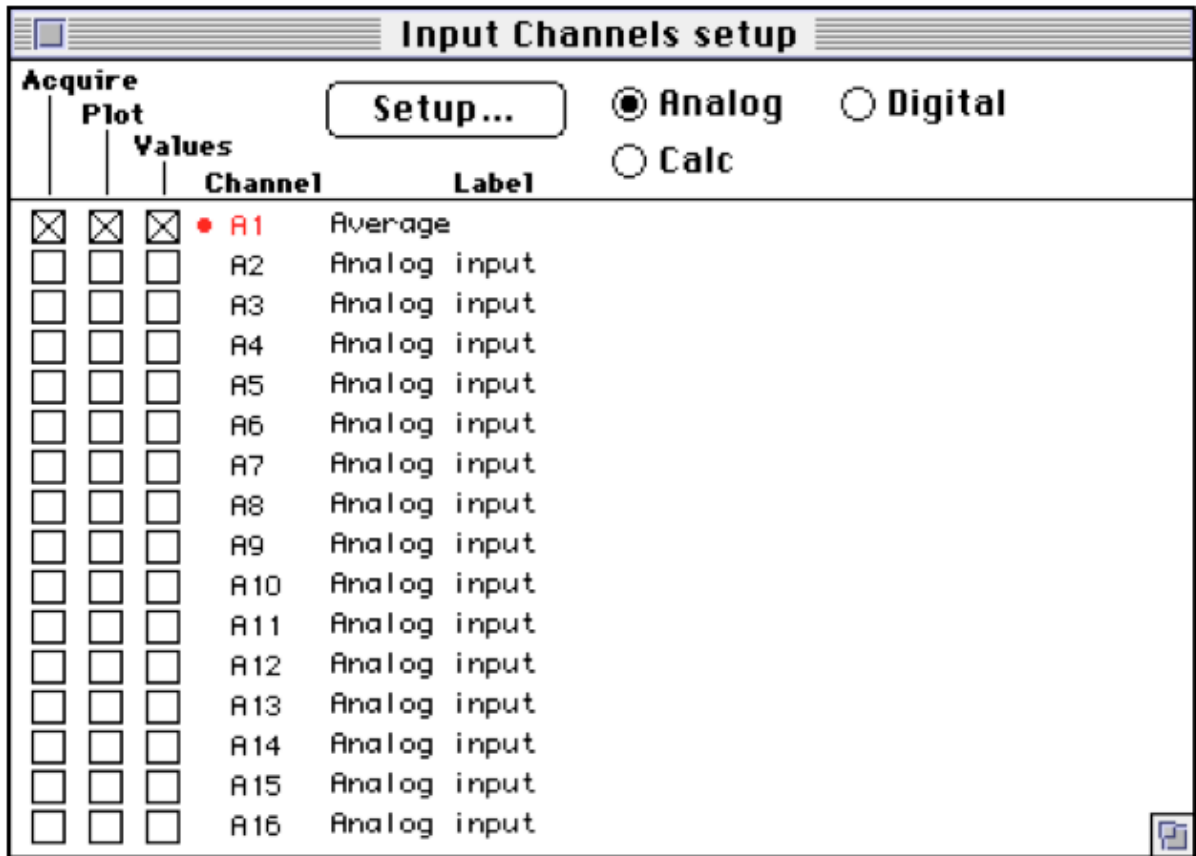 Input Channels setup
Acquire
Plot
Values
Setup...
Analog
Digital
Calc
Channel Label
A1 Average
A2 Analog input
A3 Analog input
A4 Analog input
A5 Analog input
A6 Analog input
A7 Analog input
A8 Analog input
A9 Analog input
A10 Analog input
A11 Analog input
A12 Analog input
A13 Analog input
A14 Analog input
A15 Analog input
A16 Analog input